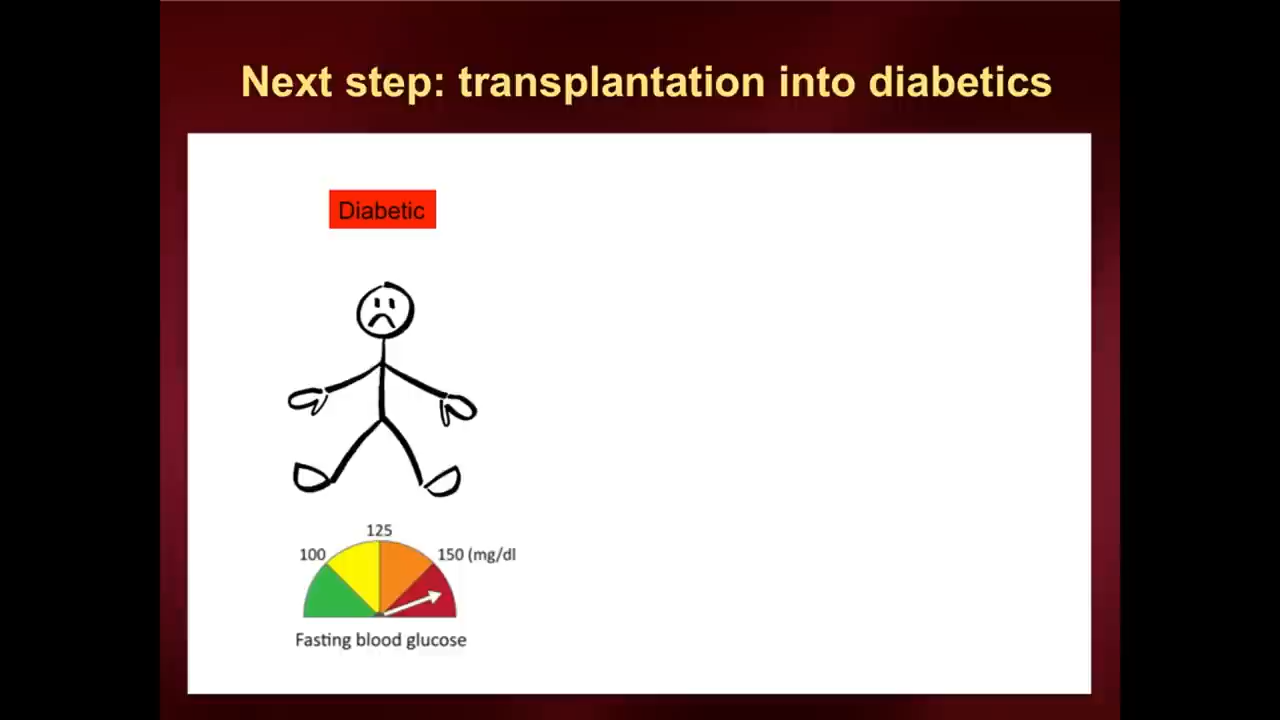 Next step: transplantation into diabetics
Diabetic
125
100
150 (mg/dl
Fasting blood glucose